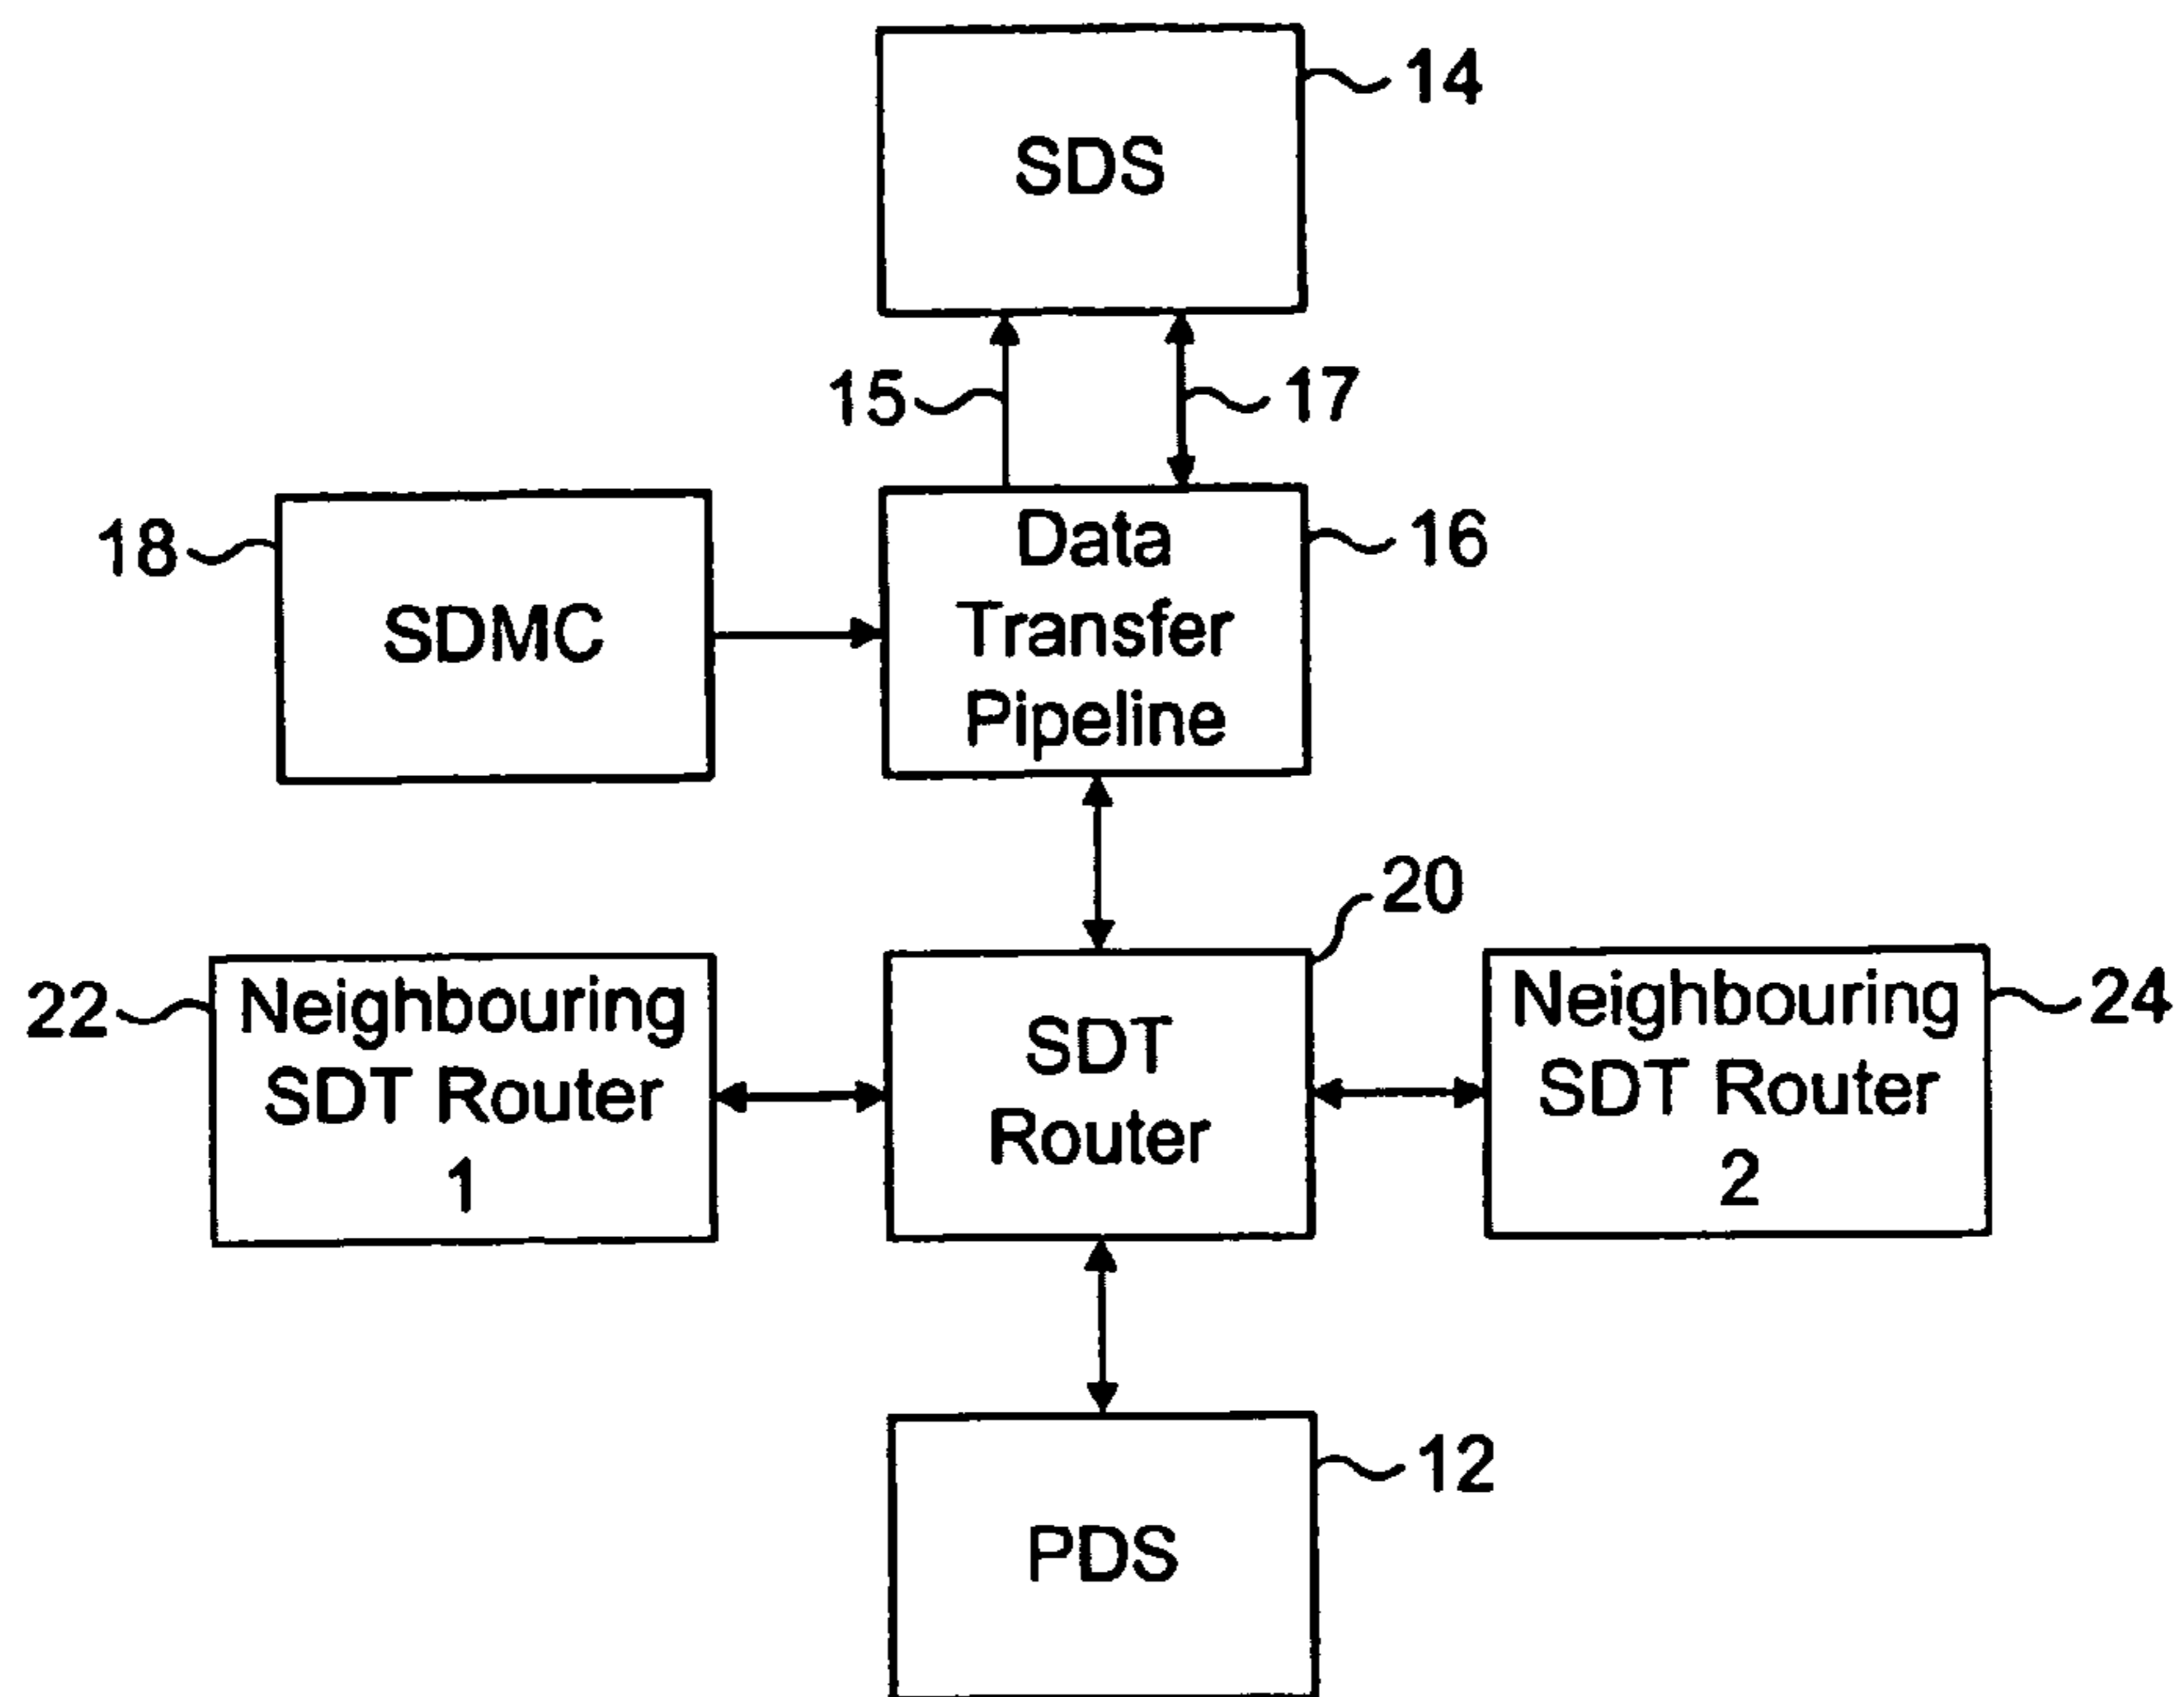 14
SDS
15
17
18
SDMC
Data
Transfer
Pipeline
16
20
22
Neighbouring
SDT Router
1
SDT
Router
Neighbouring
SDT Router
2
24
12
PDS